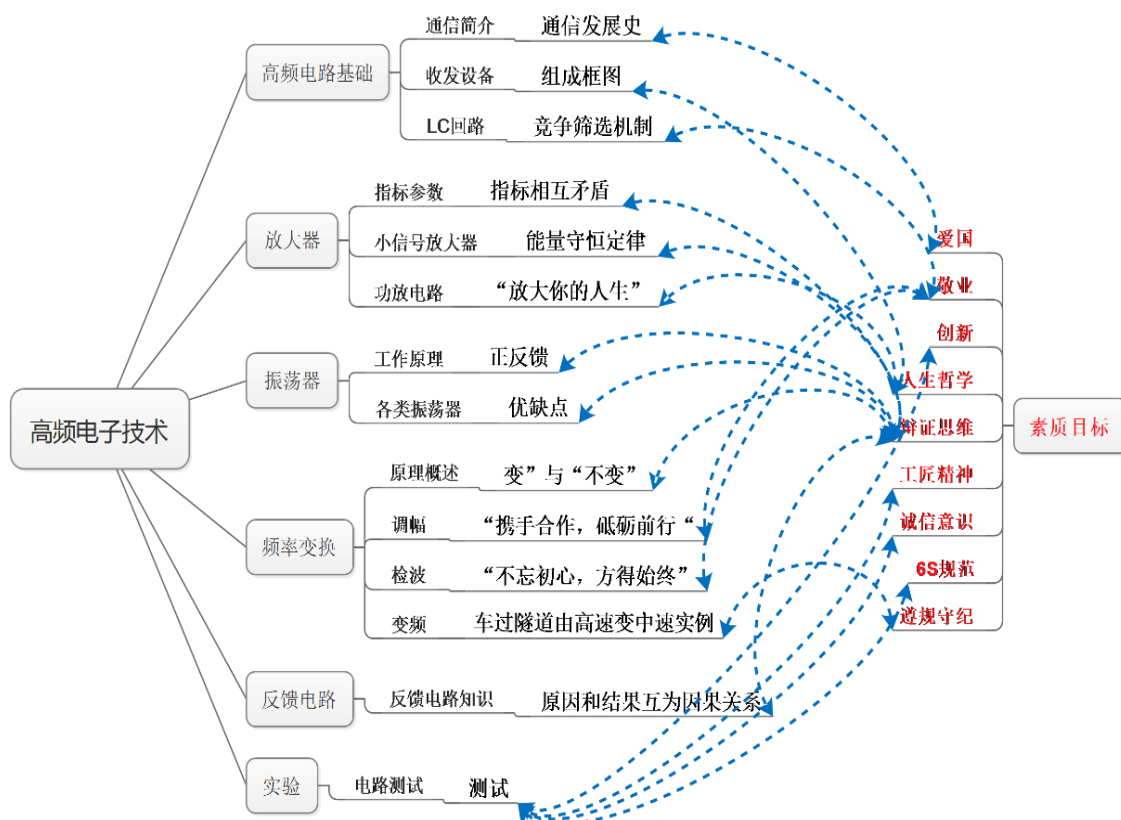 通信简介 通信发展史
高频电路基础 收发设备 组成框图
LC回路 竞争筛选机制
指标参数 指标相互矛盾
放大器 小信号放大器 能量守恒定律
功放电路 “放大你的人生”
工作原理 正反馈
振荡器
各类振荡器 优缺点
高频电子技术
原理概述 变”与“不变”
调幅 “携手合作，砥砺前行“
频率变换
检波 “不忘初心，方得始终”
变频 车过隧道由高速变中速实例
反馈电路 反馈电路知识 原因和结果互为因果关系
实验 电路测试 测试
爱国
敬业
创新
人生哲学
辩证思维
工匠精神
诚信意识
6S规范
遵规守纪
素质目标